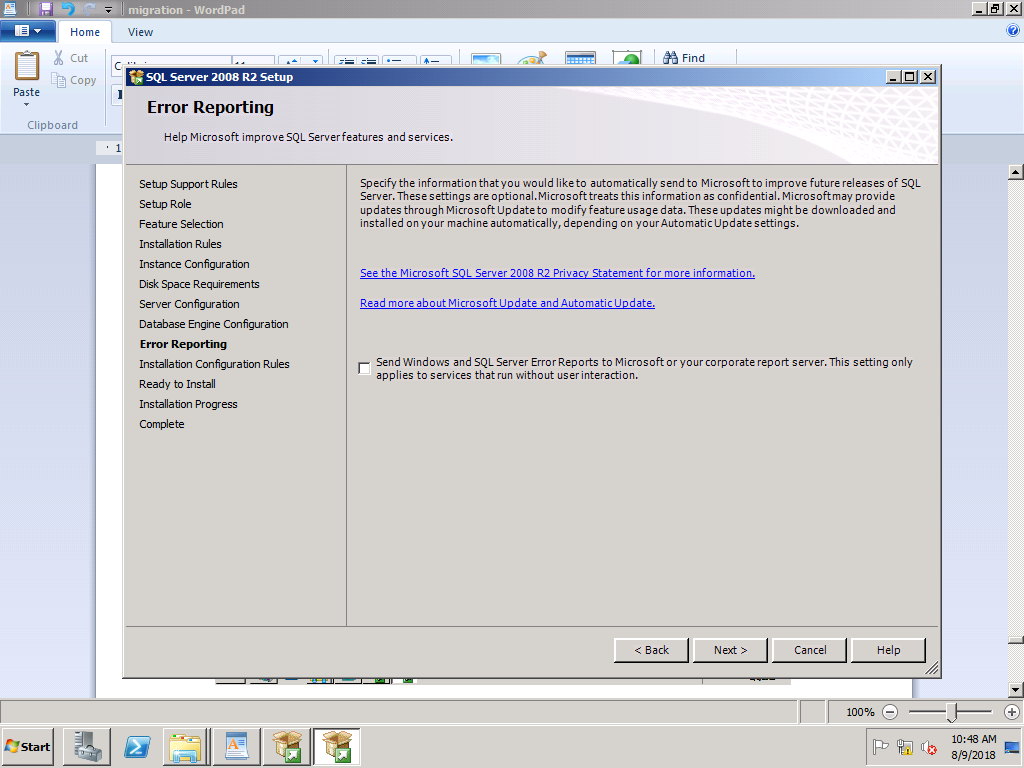 migration - WordPad
Home
View
Paste
Cut
Copy
Clipboard
Find
SQL Server 2008 R2 Setup
Error Reporting
Help Microsoft improve SQL Server features and services.
Setup Support Rules
Setup Role
Feature Selection
Installation Rules
Instance Configuration
Disk Space Requirements
Server Configuration
Database Engine Configuration
Error Reporting
Installation Configuration Rules
Ready to Install
Installation Progress
Complete
Specify the information that you would like to automatically send to Microsoft to improve future releases of SQL
Server. These settings are optional. Microsoft treats this information as confidential. Microsoft may provide
updates through Microsoft Update to modify feature usage data. These updates might be downloaded and
installed on your machine automatically, depending on your Automatic Update settings.
See the Microsoft SQL Server 2008 R2 Privacy Statement for more information.
Read more about Microsoft Update and Automatic Update.
Send Windows and SQL Server Error Reports to Microsoft or your corporate report server. This setting only
applies to services that run without user interaction.
< Back
Next >
Cancel
Help
100%
Start
10:48 AM
8/9/2018